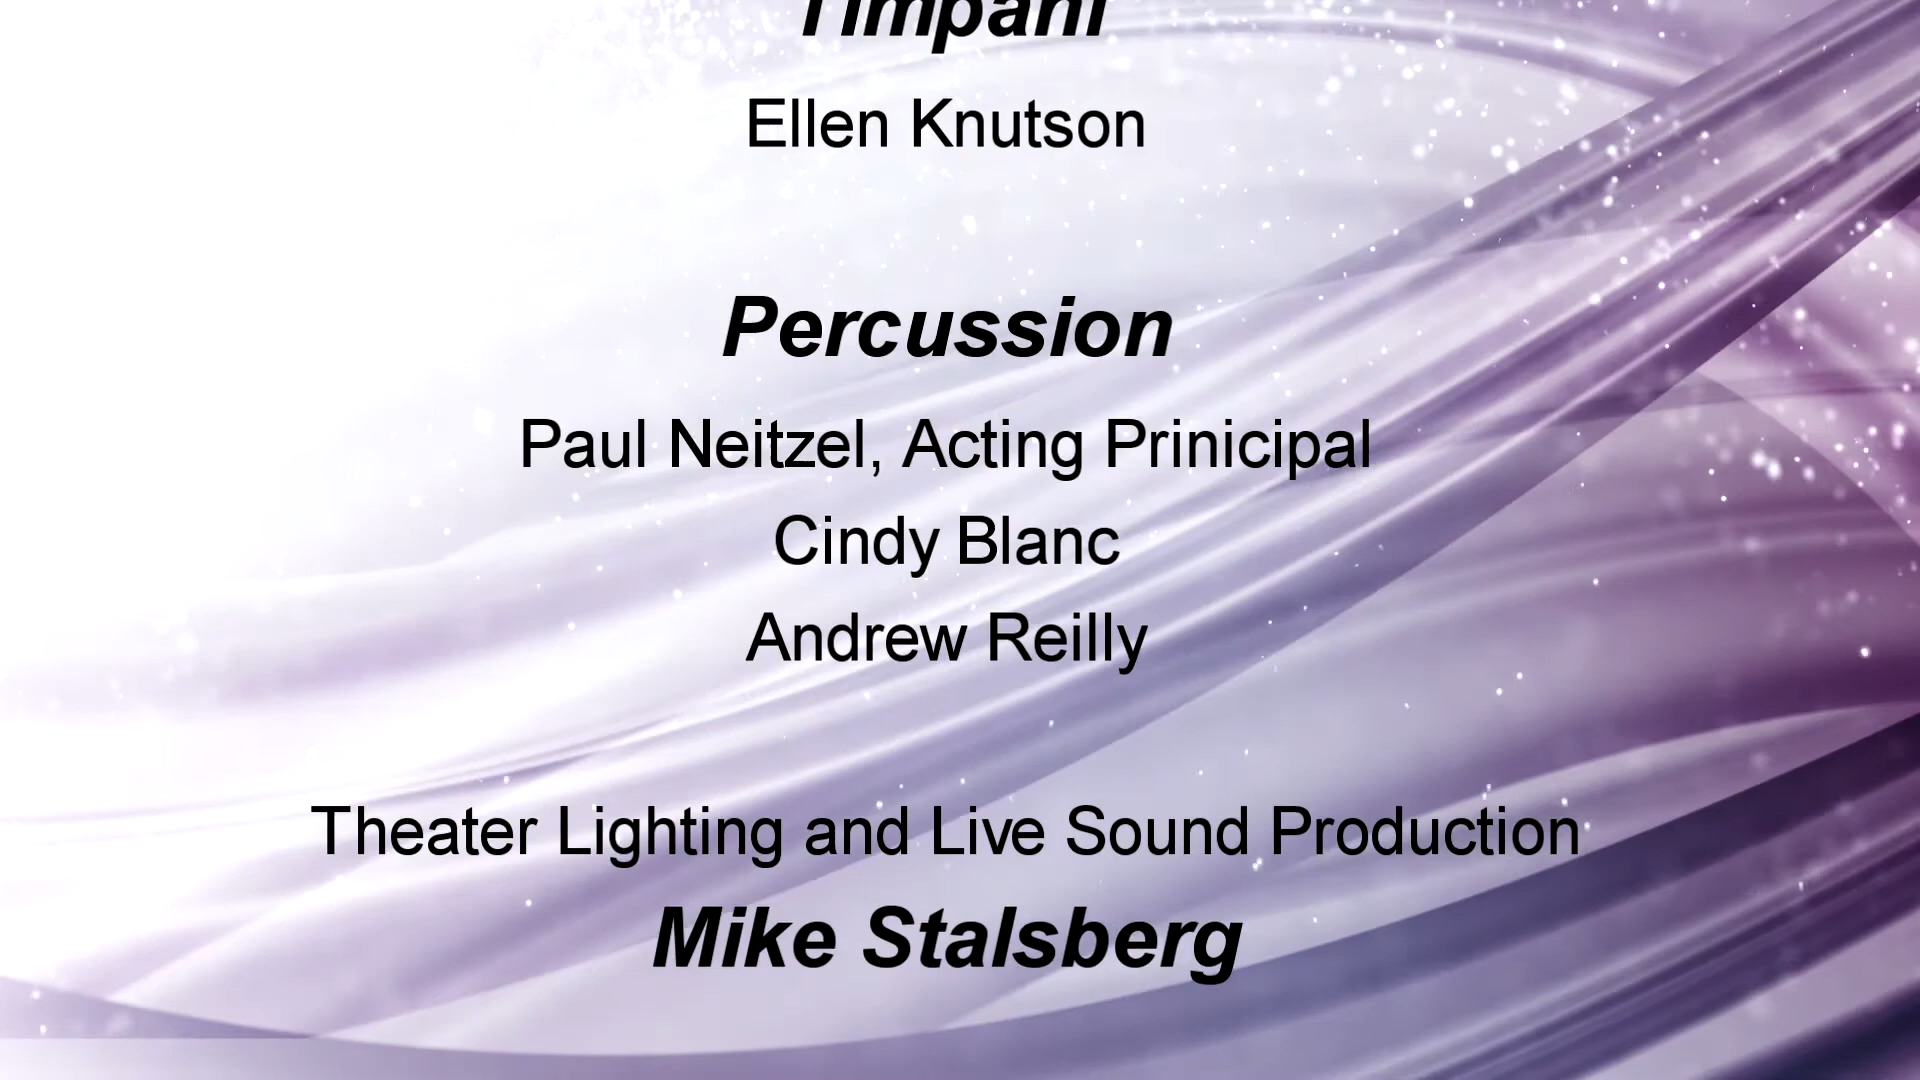 Timpani
Ellen Knutson
Percussion
Paul Neitzel, Acting Prinicipal
Cindy Blanc
Andrew Reilly
Theater Lighting and Live Sound Production
Mike Stalsberg